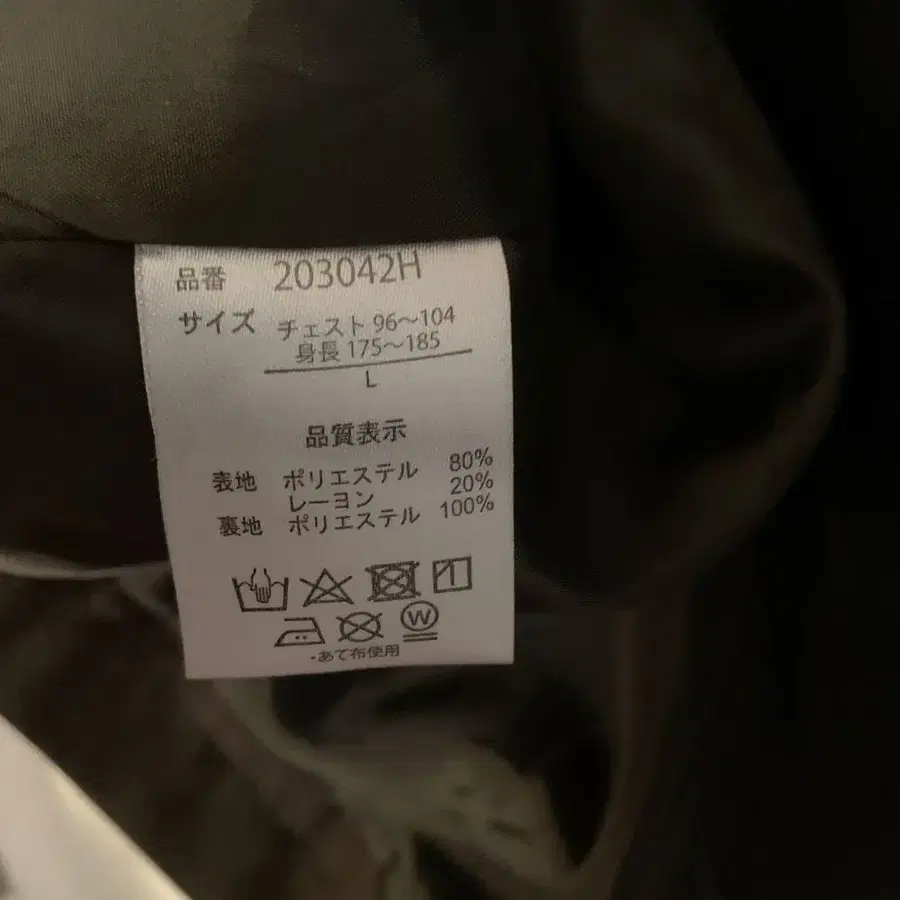 品番 203042H
サイズ チェスト 96～104
身長 175～185
L
品質表示
表地 ポリエステル 80%
レーヨン 20%
裏地 ポリエステル 100%
W
・あて布使用